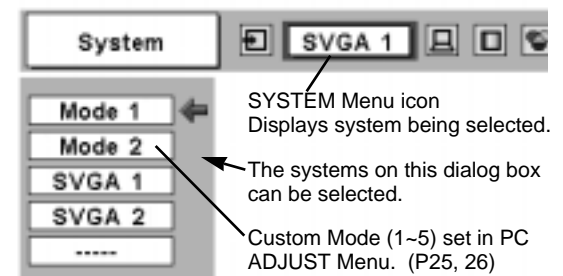 System
SVGA 1
SYSTEM Menu icon
Displays system being selected.
Mode 1
Mode 2
SVGA 1
SVGA 2
-----
The systems on this dialog box
can be selected.
Custom Mode (1~5) set in PC
ADJUST Menu. (P25, 26)